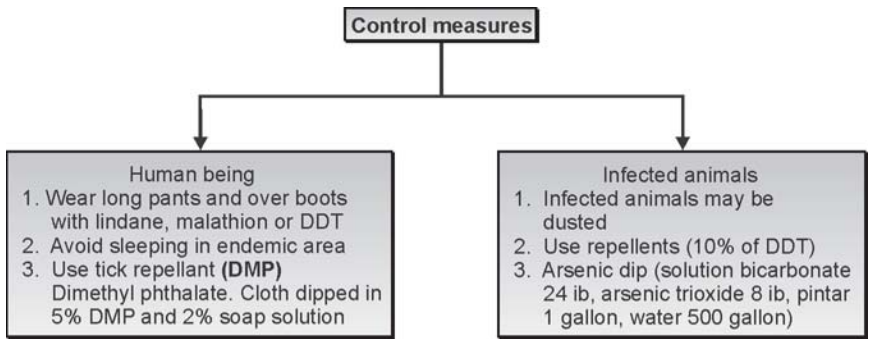 Control measures
Human being
1. Wear long pants and over boots
with lindane, malathion or DDT
2. Avoid sleeping in endemic area
3. Use tick repellant (DMP)
Dimethyl phthalate. Cloth dipped in
5% DMP and 2% soap solution
Infected animals
1. Infected animals may be
dusted
2. Use repellents (10% of DDT)
3. Arsenic dip (solution bicarbonate
24 ib, arsenic trioxide 8 ib, pintar
1 gallon, water 500 gallon)